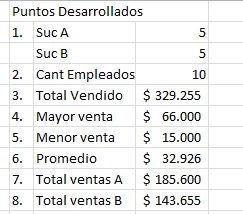 Puntos Desarrollados
1. Suc A 5
Suc B 5
2. Cant Empleados 10
3. Total Vendido $ 329.255
4. Mayor venta $ 66.000
5. Menor venta $ 15.000
6. Promedio $ 32.926
7. Total ventas A $ 185.600
8. Total ventas B $ 143.655